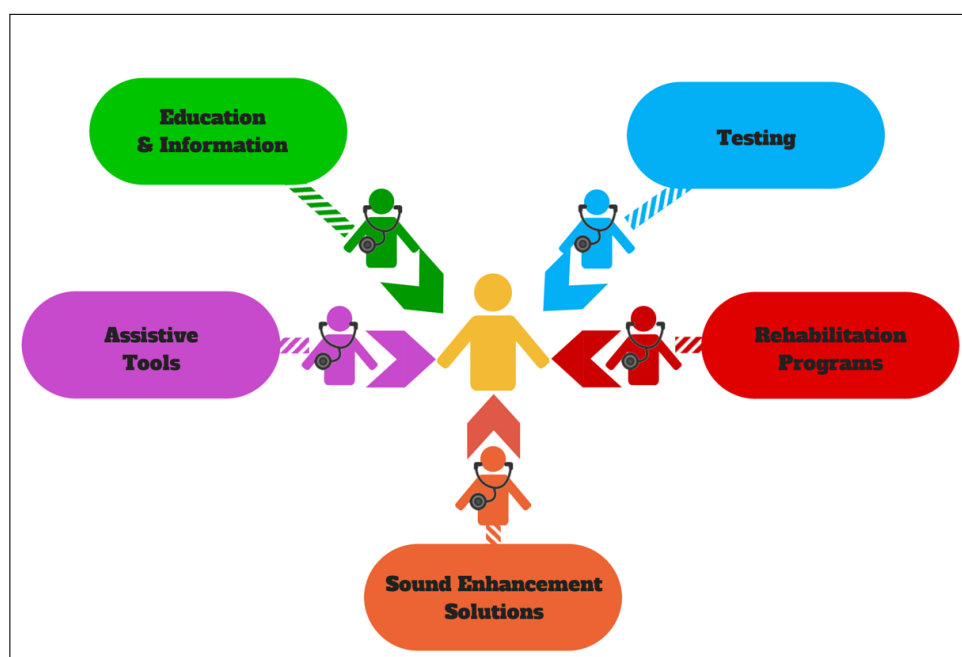 Education
& Information
Testing
Assistive
Tools
Rehabilitation
Programs
Sound Enhancement
Solutions